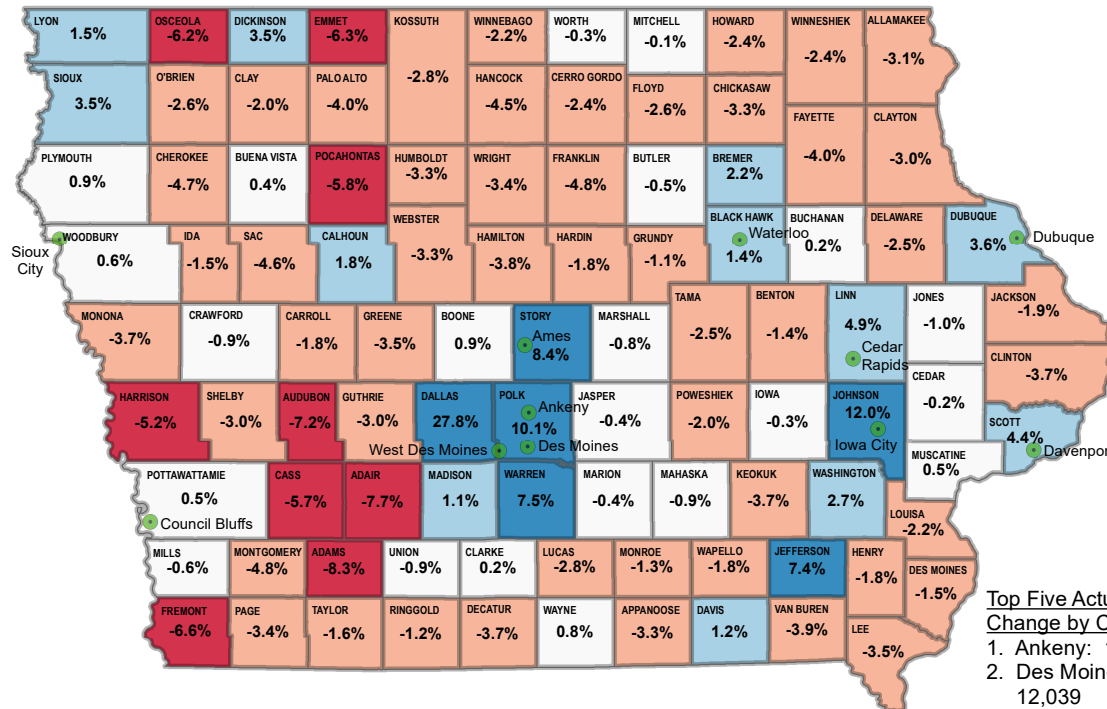 LYON OSCEOLA DICKINSON EMMET KOSSUTH WINNEBAGO WORTH MITCHELL HOWARD WINNESHIEK ALLAMAKEE
1.5% -6.2% 3.5% -6.3% -2.8% -2.2% -0.3% -0.1% -2.4% -2.4% -3.1%
SIOUX O'BRIEN CLAY PALO ALTO HANCOCK CERRO GORDO FLOYD CHICKASAW
3.5% -2.6% -2.0% -4.0% -4.5% -2.4% -2.6% -3.3%
FAYETTE CLAYTON
-4.0% -3.0%
PLYMOUTH CHEROKEE BUENA VISTA POCAHONTAS HUMBOLDT WRIGHT FRANKLIN BUTLER BREMER
0.9% -4.7% 0.4% -5.8% -3.3% -3.4% -4.8% -0.5% 2.2%
WOODBURY IDA SAC CALHOUN WEBSTER HAMILTON HARDIN GRUNDY BLACK HAWK BUCHANAN DELAWARE DUBUQUE
Sioux
City
Waterloo
Dubuque
0.6% -1.5% -4.6% 1.8% -3.3% -3.8% -1.8% -1.1% 1.4% 0.2% -2.5% 3.6%
MONONA CRAWFORD CARROLL GREENE BOONE STORY MARSHALL TAMA BENTON LINN JONES JACKSON
Ames
-3.7% -0.9% -1.8% -3.5% 0.9% 8.4% -0.8% -2.5% -1.4% 4.9% -1.0% -1.9%
Cedar
Rapids
CEDAR CLINTON
-0.2% -3.7%
HARRISON SHELBY AUDUBON GUTHRIE DALLAS POLK JASPER POWESHIEK IOWA JOHNSON SCOTT
Ankeny
-5.2% -3.0% -7.2% -3.0% 27.8% 10.1% -0.4% -2.0% -0.3% 12.0% 4.4%
West Des Moines
Des Moines
Iowa City
Davenpor
MUSCATINE
0.5%
POTTAWATTAMIE CASS ADAIR MADISON WARREN MARION MAHASKA KEOKUK WASHINGTON LOUISA
0.5% -5.7% -7.7% 1.1% 7.5% -0.4% -0.9% -3.7% 2.7% -2.2%
Council Bluffs
MILLS MONTGOMERY ADAMS UNION CLARKE LUCAS MONROE WAPELLO JEFFERSON HENRY DES MOINES
-0.6% -4.8% -8.3% -0.9% 0.2% -2.8% -1.3% -1.8% 7.4% -1.8% -1.5%
FREMONT PAGE TAYLOR RINGGOLD DECATUR WAYNE APPANOOSE DAVIS VAN BUREN LEE
-6.6% -3.4% -1.6% -1.2% -3.7% 0.8% -3.3% 1.2% -3.9% -3.5%
Top Five Actu
Change by C
1. Ankeny:
2. Des Moine
12,039